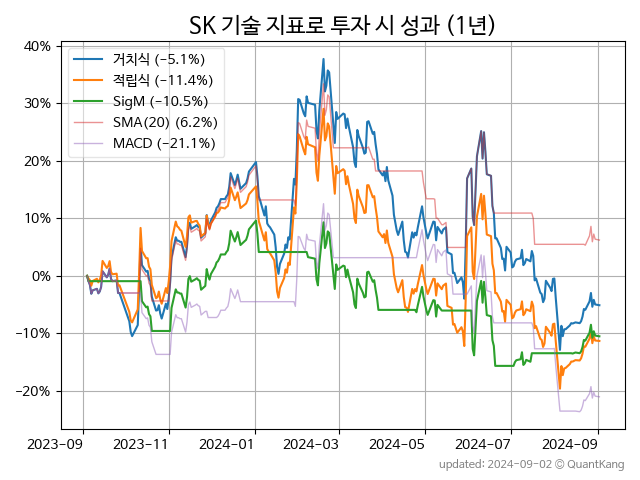 SK 기술 지표로 투자 시 성과 (1년)
40%
30%
20%
10%
0%
−10%
−20%
거치식 (−5.1%)
적립식 (−11.4%)
SigM (−10.5%)
SMA(20) (6.2%)
MACD (−21.1%)
2023-09 2023-11 2024-01 2024-03 2024-05 2024-07 2024-09
updated: 2024-09-02 © QuantKang